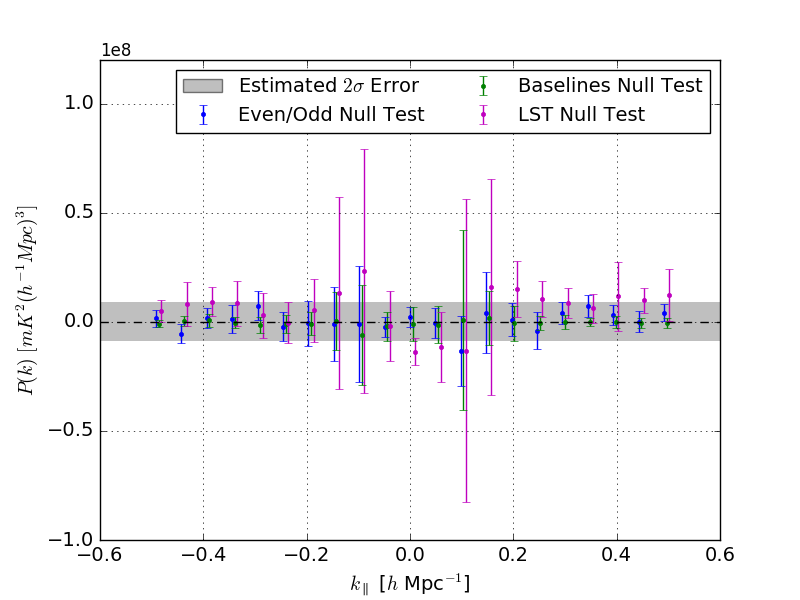 1e8
Estimated 2σ Error
Even/Odd Null Test
Baselines Null Test
LST Null Test
1.0
0.5
0.0
−0.5
−1.0
P(k) [mK⁻²(h⁻¹Mpc)³]
−0.6 −0.4 −0.2 0.0 0.2 0.4 0.6
k∥ [h Mpc⁻¹]